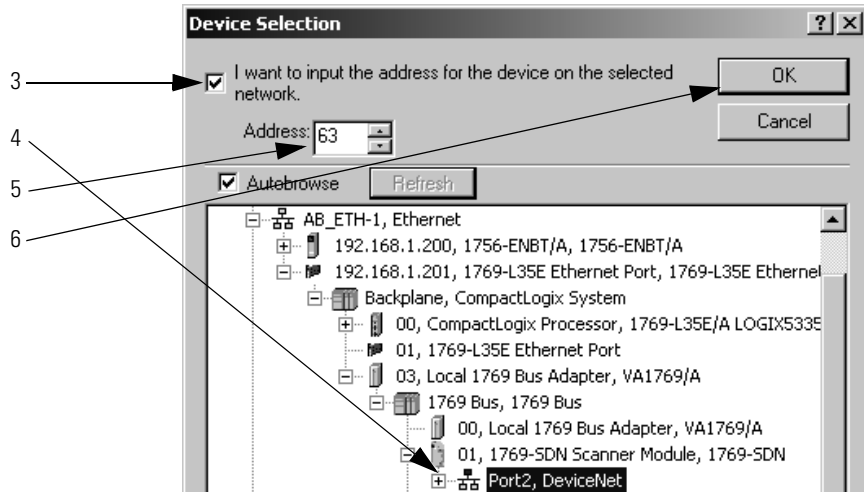 Device Selection
3
I want to input the address for the device on the selected
network.
OK
4
Address: 63
Cancel
5
Autobrowse
Refresh
6
AB_ETH-1, Ethernet
192.168.1.200, 1756-ENBT/A, 1756-ENBT/A
192.168.1.201, 1769-L35E Ethernet Port, 1769-L35E Ethernet
Backplane, CompactLogix System
00, CompactLogix Processor, 1769-L35E/A LOGIX5335
01, 1769-L35E Ethernet Port
03, Local 1769 Bus Adapter, VA1769/A
1769 Bus, 1769 Bus
00, Local 1769 Bus Adapter, VA1769/A
01, 1769-SDN Scanner Module, 1769-SDN
Port2, DeviceNet